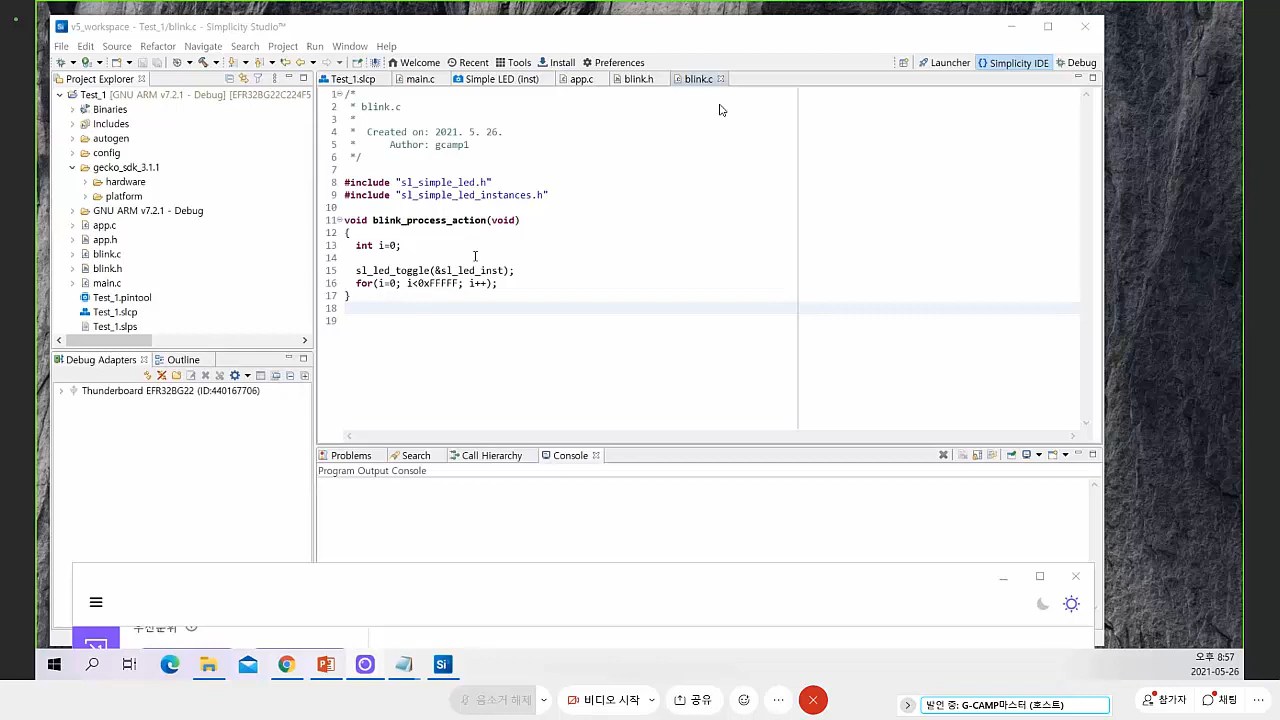 v5_workspace - Test_1/blink.c - Simplicity Studio™
File Edit Source Refactor Navigate Search Project Run Window Help
Welcome Recent Tools Install Preferences Launcher Simplicity IDE Debug
Project Explorer
Test_1 [GNU ARM v7.2.1 - Debug] [EFR32BG22C224F5
Binaries
Includes
autogen
config
gecko_sdk_3.1.1
hardware
platform
GNU ARM v7.2.1 - Debug
app.c
app.h
blink.c
blink.h
main.c
Test_1.pintool
Test_1.slcp
Test_1.slps
Debug Adapters Outline
Thunderboard EFR32BG22 (ID:440167706)
Test_1.slcp main.c Simple LED (Inst) app.c blink.h blink.c
1 /*
2 * blink.c
3 *
4 * Created on: 2021. 5. 26.
5 * Author: gcamp1
6 */
7
8 #include "sl_simple_led.h"
9 #include "sl_simple_led_instances.h"
10
11 void blink_process_action(void)
12 {
13 int i=0;
14
15 sl_led_toggle(&sl_led_inst);
16 for(i=0; i<0xFFFFF; i++);
17 }
18
19
Problems Search Call Hierarchy Console
Program Output Console
우선순위
Si
오후 8:57
2021-05-26
음소거 해제 비디오 시작 공유 발언 중: G-CAMP마스터 (호스트) 참가자 채팅